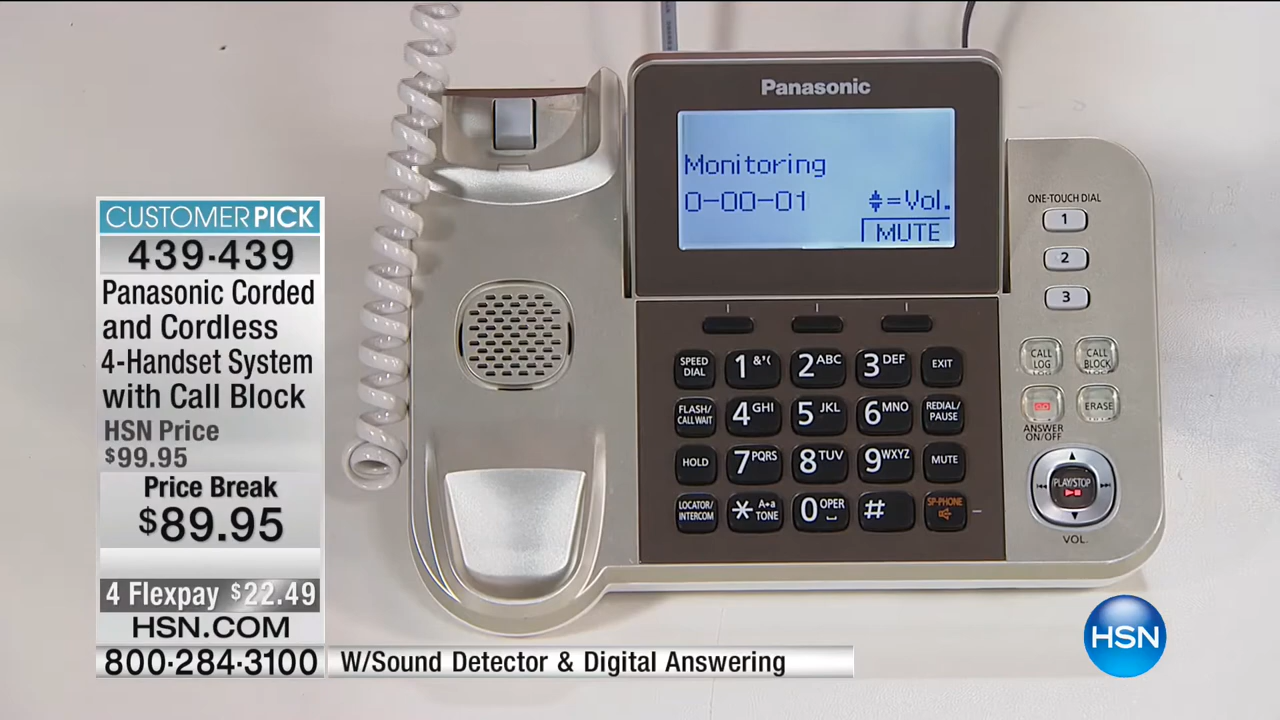 CUSTOMER PICK
439·439
Panasonic Corded
and Cordless
4-Handset System
with Call Block
HSN Price
$99.95
Price Break
$89.95
4 Flexpay $22.49
HSN.COM
800·284·3100
W/Sound Detector & Digital Answering
Panasonic
Monitoring
0-00-01 =Vol.
MUTE
ONE-TOUCH DIAL
1
2
3
SPEED DIAL 1 &'( 2 ABC 3 DEF EXIT
FLASH/CALL WAIT 4 GHI 5 JKL 6 MNO REDIAL/PAUSE
HOLD 7 PQRS 8 TUV 9 WXYZ MUTE
LOCATOR/INTERCOM * A→a TONE 0 OPER # SP-PHONE
CALL LOG CALL BLOCK
ERASE
ANSWER
ON/OFF
PLAY/STOP
VOL.
HSN